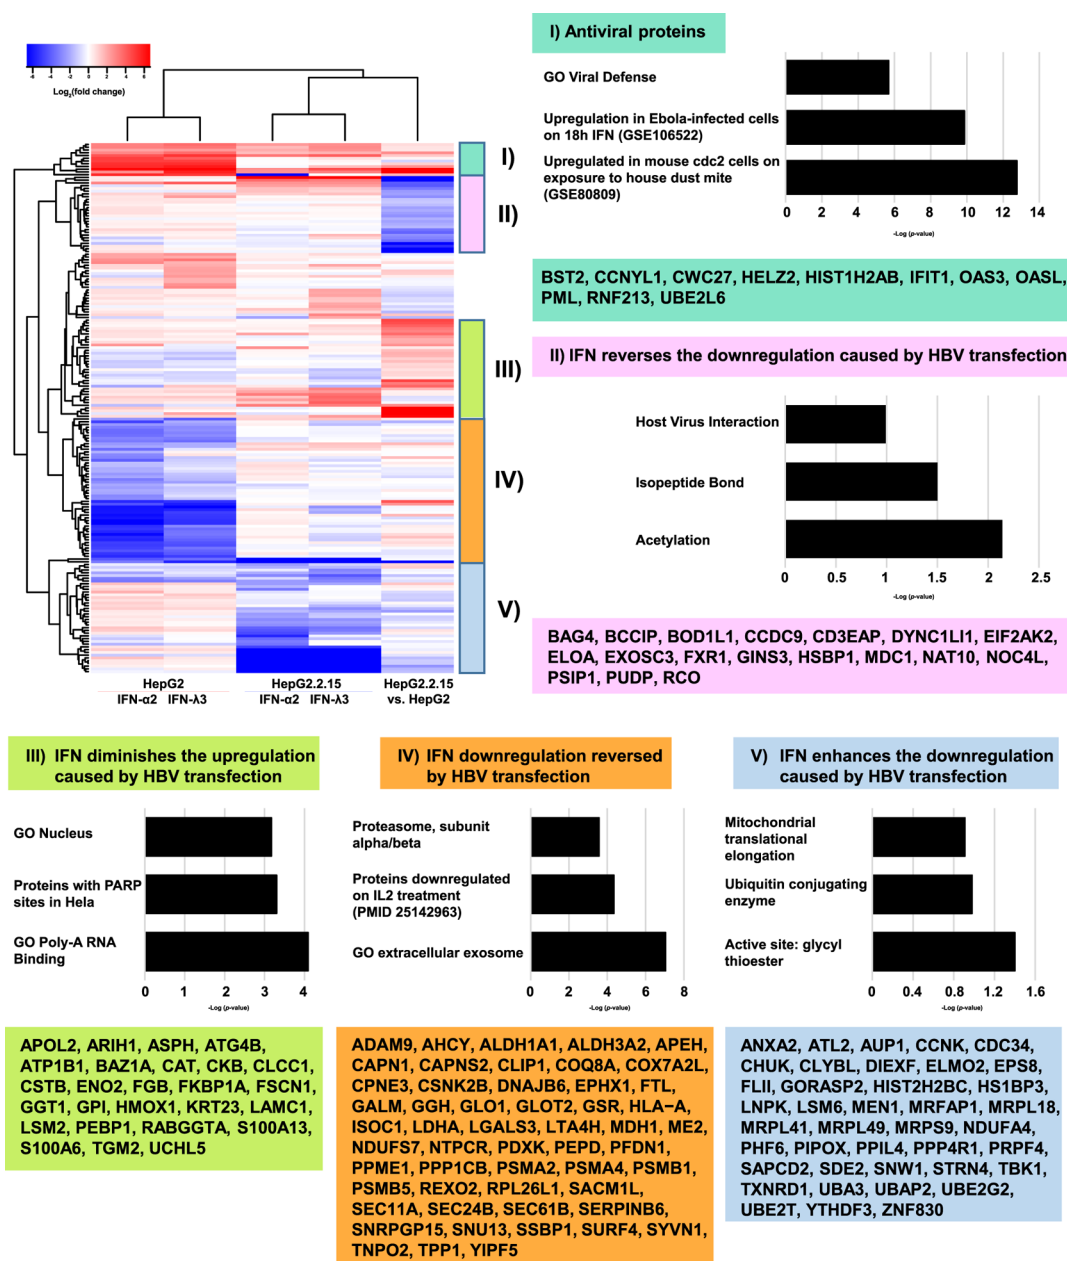 -6 -4 -2 0 2 4 6
Log2(fold change)
I)
II)
III)
IV)
V)
HepG2
IFN-α2 IFN-λ3
HepG2.2.15
IFN-α2 IFN-λ3
HepG2.2.15
vs. HepG2
I) Antiviral proteins
GO Viral Defense
Upregulation in Ebola-infected cells
on 18h IFN (GSE106522)
Upregulated in mouse cdc2 cells on
exposure to house dust mite
(GSE80809)
0 2 4 6 8 10 12 14
-Log (p-value)
BST2, CCNYL1, CWC27, HELZ2, HIST1H2AB, IFIT1, OAS3, OASL,
PML, RNF213, UBE2L6
II) IFN reverses the downregulation caused by HBV transfection
Host Virus Interaction
Isopeptide Bond
Acetylation
0 0.5 1 1.5 2 2.5
-Log (p-value)
BAG4, BCCIP, BOD1L1, CCDC9, CD3EAP, DYNC1LI1, EIF2AK2,
ELOA, EXOSC3, FXR1, GINS3, HSBP1, MDC1, NAT10, NOC4L,
PSIP1, PUDP, RCO
III) IFN diminishes the upregulation
caused by HBV transfection
GO Nucleus
Proteins with PARP
sites in Hela
GO Poly-A RNA
Binding
0 1 2 3 4
-Log (p-value)
APOL2, ARIH1, ASPH, ATG4B,
ATP1B1, BAZ1A, CAT, CKB, CLCC1,
CSTB, ENO2, FGB, FKBP1A, FSCN1,
GGT1, GPI, HMOX1, KRT23, LAMC1,
LSM2, PEBP1, RABGGTA, S100A13,
S100A6, TGM2, UCHL5
IV) IFN downregulation reversed
by HBV transfection
Proteasome, subunit
alpha/beta
Proteins downregulated
on IL2 treatment
(PMID 25142963)
GO extracellular exosome
0 2 4 6 8
-Log (p-value)
ADAM9, AHCY, ALDH1A1, ALDH3A2, APEH,
CAPN1, CAPNS2, CLIP1, COQ8A, COX7A2L,
CPNE3, CSNK2B, DNAJB6, EPHX1, FTL,
GALM, GGH, GLO1, GLOT2, GSR, HLA−A,
ISOC1, LDHA, LGALS3, LTA4H, MDH1, ME2,
NDUFS7, NTPCR, PDXK, PEPD, PFDN1,
PPME1, PPP1CB, PSMA2, PSMA4, PSMB1,
PSMB5, REXO2, RPL26L1, SACM1L,
SEC11A, SEC24B, SEC61B, SERPINB6,
SNRPGP15, SNU13, SSBP1, SURF4, SYVN1,
TNPO2, TPP1, YIPF5
V) IFN enhances the downregulation
caused by HBV transfection
Mitochondrial
translational
elongation
Ubiquitin conjugating
enzyme
Active site: glycyl
thioester
0 0.4 0.8 1.2 1.6
-Log (p-value)
ANXA2, ATL2, AUP1, CCNK, CDC34,
CHUK, CLYBL, DIEXF, ELMO2, EPS8,
FLII, GORASP2, HIST2H2BC, HS1BP3,
LNPK, LSM6, MEN1, MRFAP1, MRPL18,
MRPL41, MRPL49, MRPS9, NDUFA4,
PHF6, PIPOX, PPIL4, PPP4R1, PRPF4,
SAPCD2, SDE2, SNW1, STRN4, TBK1,
TXNRD1, UBA3, UBAP2, UBE2G2,
UBE2T, YTHDF3, ZNF830